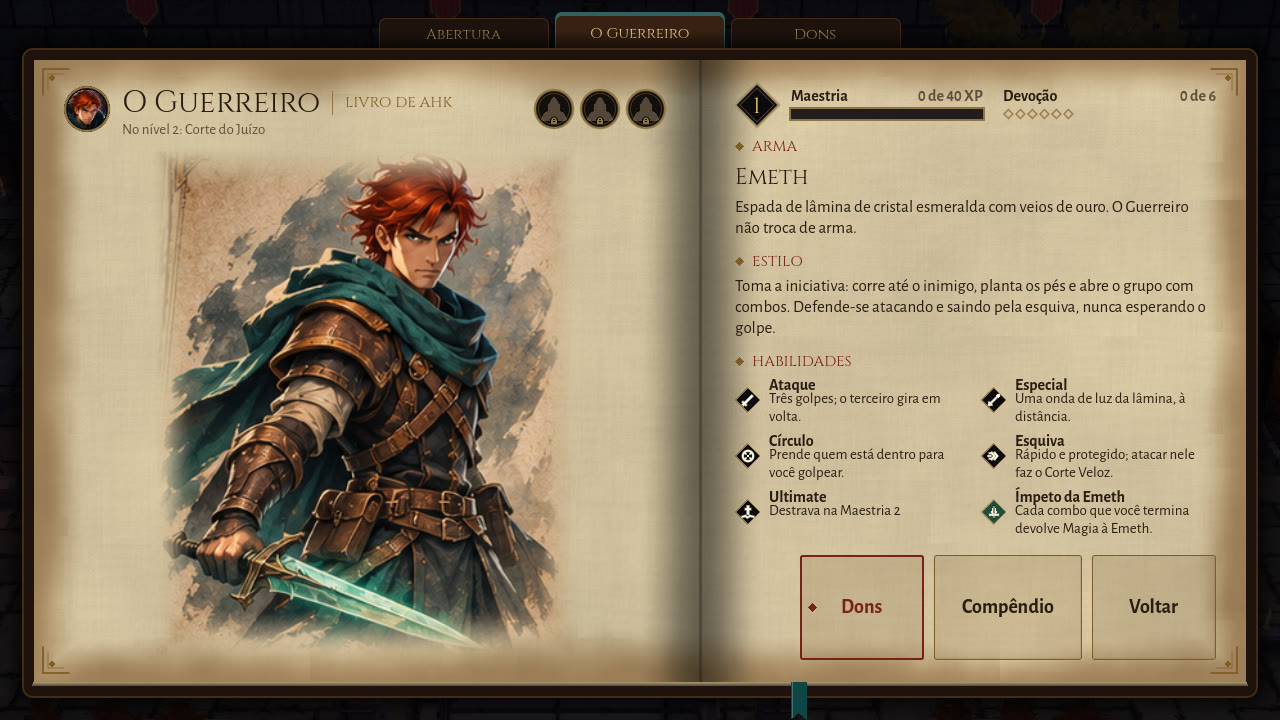 Abertura
O Guerreiro
Dons
O Guerreiro
Livro de Ahk
No nível 2: Corte do Juízo
1
Maestria
0 de 40 XP
Devoção
0 de 6
Arma
Emeth
Espada de lâmina de cristal esmeralda com veios de ouro. O Guerreiro
não troca de arma.
Estilo
Toma a iniciativa: corre até o inimigo, planta os pés e abre o grupo com
combos. Defende-se atacando e saindo pela esquiva, nunca esperando o
golpe.
Habilidades
Ataque
Três golpes; o terceiro gira em
volta.
Especial
Uma onda de luz da lâmina, à
distância.
Círculo
Prende quem está dentro para
você golpear.
Esquiva
Rápido e protegido; atacar nele
faz o Corte Veloz.
Ultimate
Destrava na Maestria 2
Ímpeto da Emeth
Cada combo que você termina
devolve Magia à Emeth.
Dons
Compêndio
Voltar